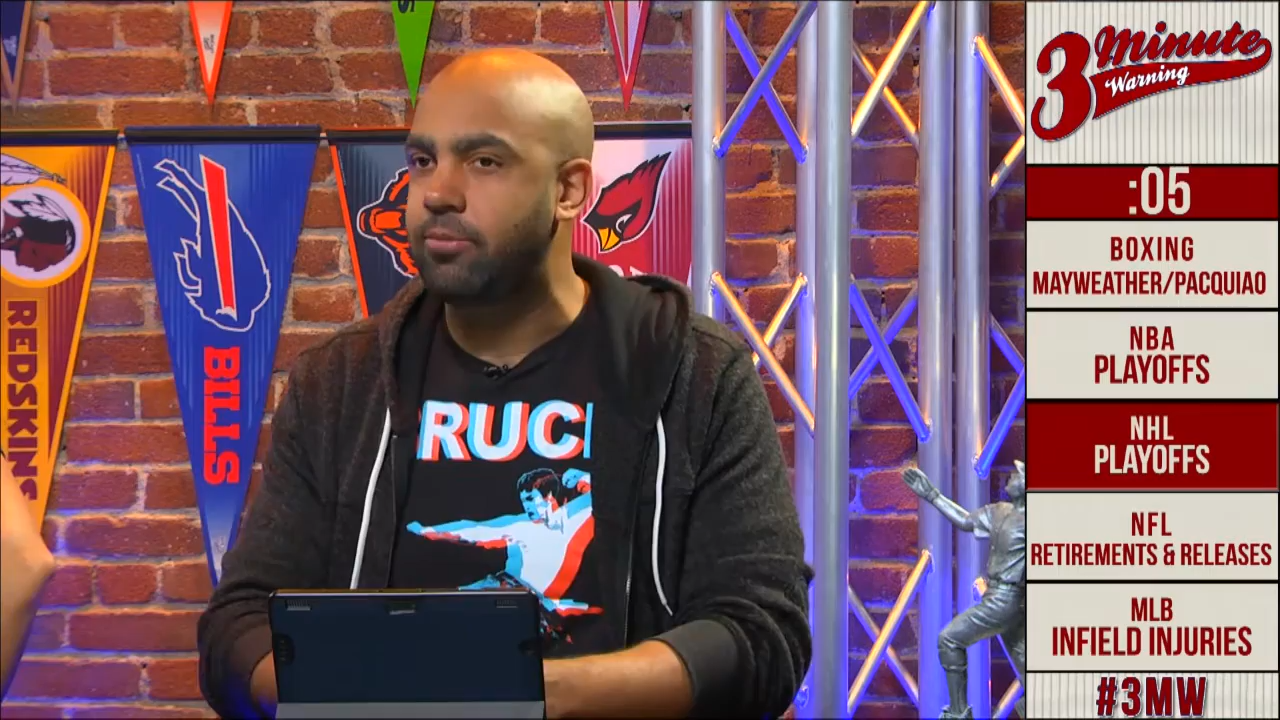 REDSKINS
BILLS
RUC
3 Minute
Warning
:05
BOXING
MAYWEATHER/PACQUIAO
NBA
PLAYOFFS
NHL
PLAYOFFS
NFL
RETIREMENTS & RELEASES
MLB
INFIELD INJURIES
#3MW